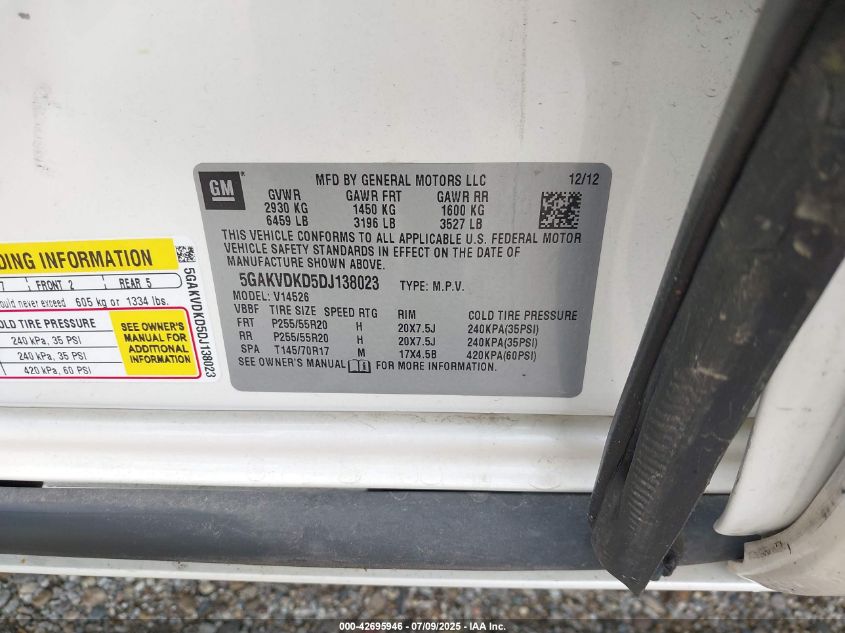 GM
MFD BY GENERAL MOTORS LLC 12/12
GVWR GAWR FRT GAWR RR
2930 KG 1450 KG 1600 KG
6459 LB 3196 LB 3527 LB
THIS VEHICLE CONFORMS TO ALL APPLICABLE U.S. FEDERAL MOTOR
VEHICLE SAFETY STANDARDS IN EFFECT ON THE DATE OF
MANUFACTURE SHOWN ABOVE.
5GAKVDKD5DJ138023 TYPE: M.P.V.
MODEL: V14526
VBBF TIRE SIZE SPEED RTG RIM COLD TIRE PRESSURE
FRT P255/55R20 H 20X7.5J 240KPA(35PSI)
RR P255/55R20 H 20X7.5J 240KPA(35PSI)
SPA T145/70R17 M 17X4.5B 420KPA(60PSI)
SEE OWNER'S MANUAL FOR MORE INFORMATION.
DING INFORMATION
7 FRONT 2 REAR 5
ould never exceed 605 kg or 1334 lbs.
COLD TIRE PRESSURE
240 kPa, 35 PSI
240 kPa, 35 PSI
420 kPa, 60 PSI
SEE OWNER'S
MANUAL FOR
ADDITIONAL
INFORMATION
5GAKVDKD5DJ138023
000-42695946 - 07/09/2025 - IAA Inc.